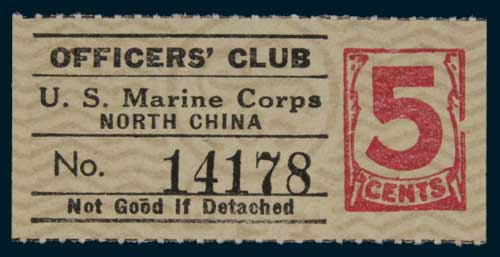 OFFICERS' CLUB
U. S. Marine Corps
NORTH CHINA
No. 14178
Not Good If Detached
5
CENTS